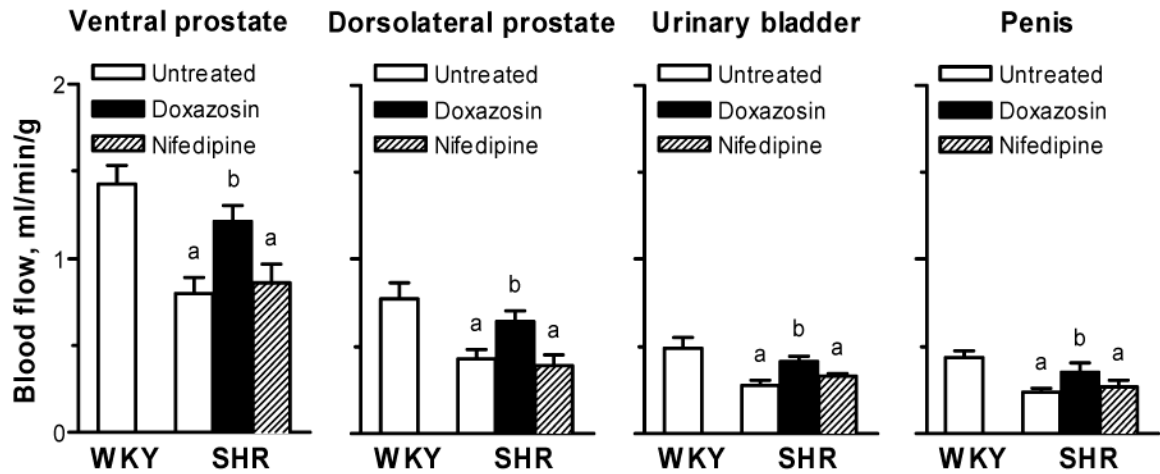 Ventral prostate
Untreated
Doxazosin
Nifedipine
Blood flow, ml/min/g
2
1
0
a
b
a
WKY SHR
Dorsolateral prostate
Untreated
Doxazosin
Nifedipine
a
b
a
WKY SHR
Urinary bladder
Untreated
Doxazosin
Nifedipine
a
b
a
WKY SHR
Penis
Untreated
Doxazosin
Nifedipine
a
b
a
WKY SHR